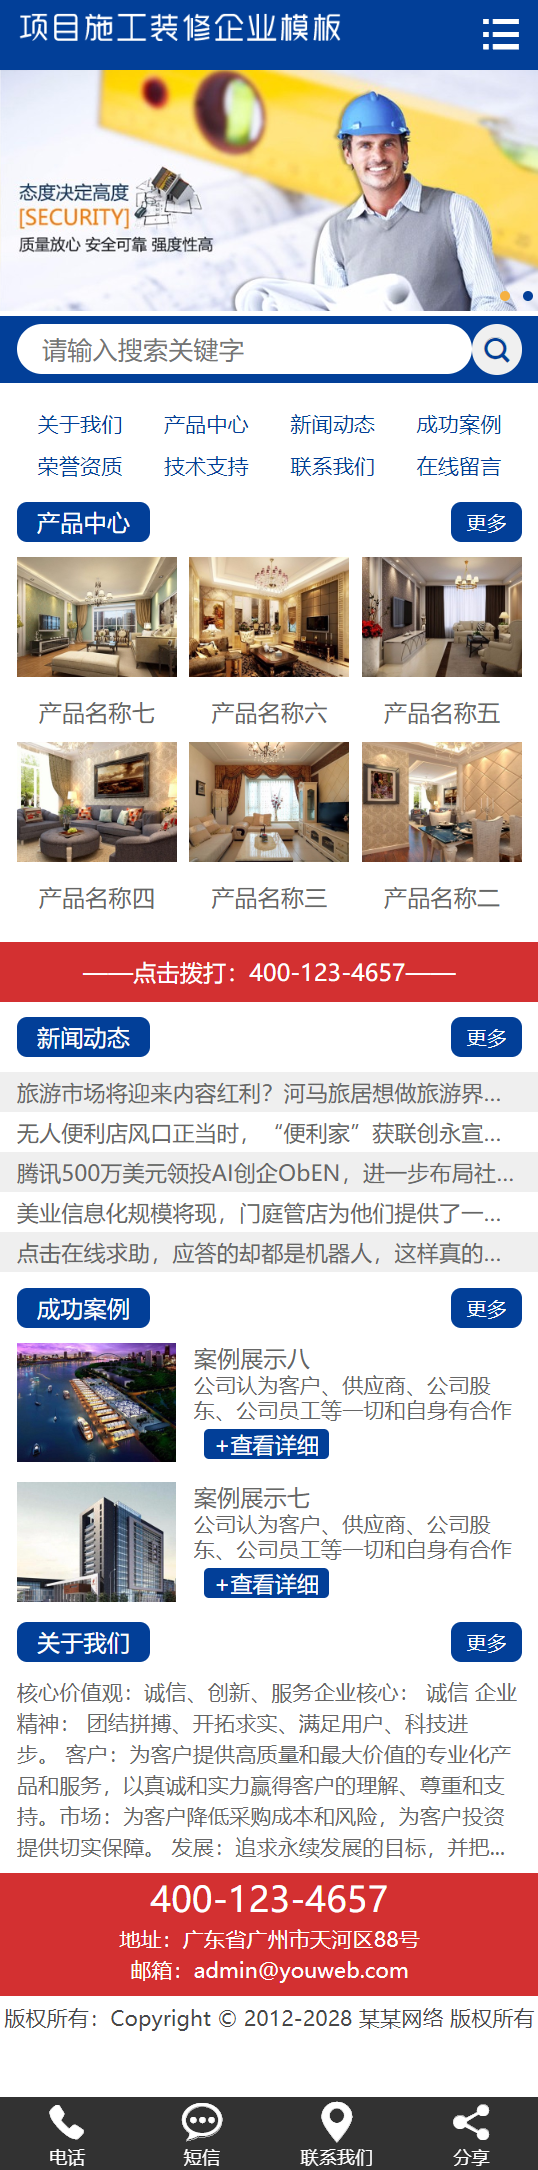 项目施工装修企业模板
态度决定高度
[SECURITY]
质量放心 安全可靠 强度性高
请输入搜索关键字
关于我们 产品中心 新闻动态 成功案例
荣誉资质 技术支持 联系我们 在线留言
产品中心 更多
产品名称七 产品名称六 产品名称五
产品名称四 产品名称三 产品名称二
——点击拨打：400-123-4657——
新闻动态 更多
旅游市场将迎来内容红利？河马旅居想做旅游界...
无人便利店风口正当时，“便利家”获联创永宣...
腾讯500万美元领投AI创企ObEN，进一步布局社...
美业信息化规模将现，门庭管店为他们提供了一...
点击在线求助，应答的却都是机器人，这样真的...
成功案例 更多
案例展示八
公司认为客户、供应商、公司股
东、公司员工等一切和自身有合作
+查看详细
案例展示七
公司认为客户、供应商、公司股
东、公司员工等一切和自身有合作
+查看详细
关于我们 更多
核心价值观：诚信、创新、服务企业核心： 诚信 企业
精神： 团结拼搏、开拓求实、满足用户、科技进
步。 客户：为客户提供高质量和最大价值的专业化产
品和服务，以真诚和实力赢得客户的理解、尊重和支
持。市场：为客户降低采购成本和风险，为客户投资
提供切实保障。 发展：追求永续发展的目标，并把...
400-123-4657
地址：广东省广州市天河区88号
邮箱：admin@youweb.com
版权所有：Copyright © 2012-2028 某某网络 版权所有
电话 短信 联系我们 分享